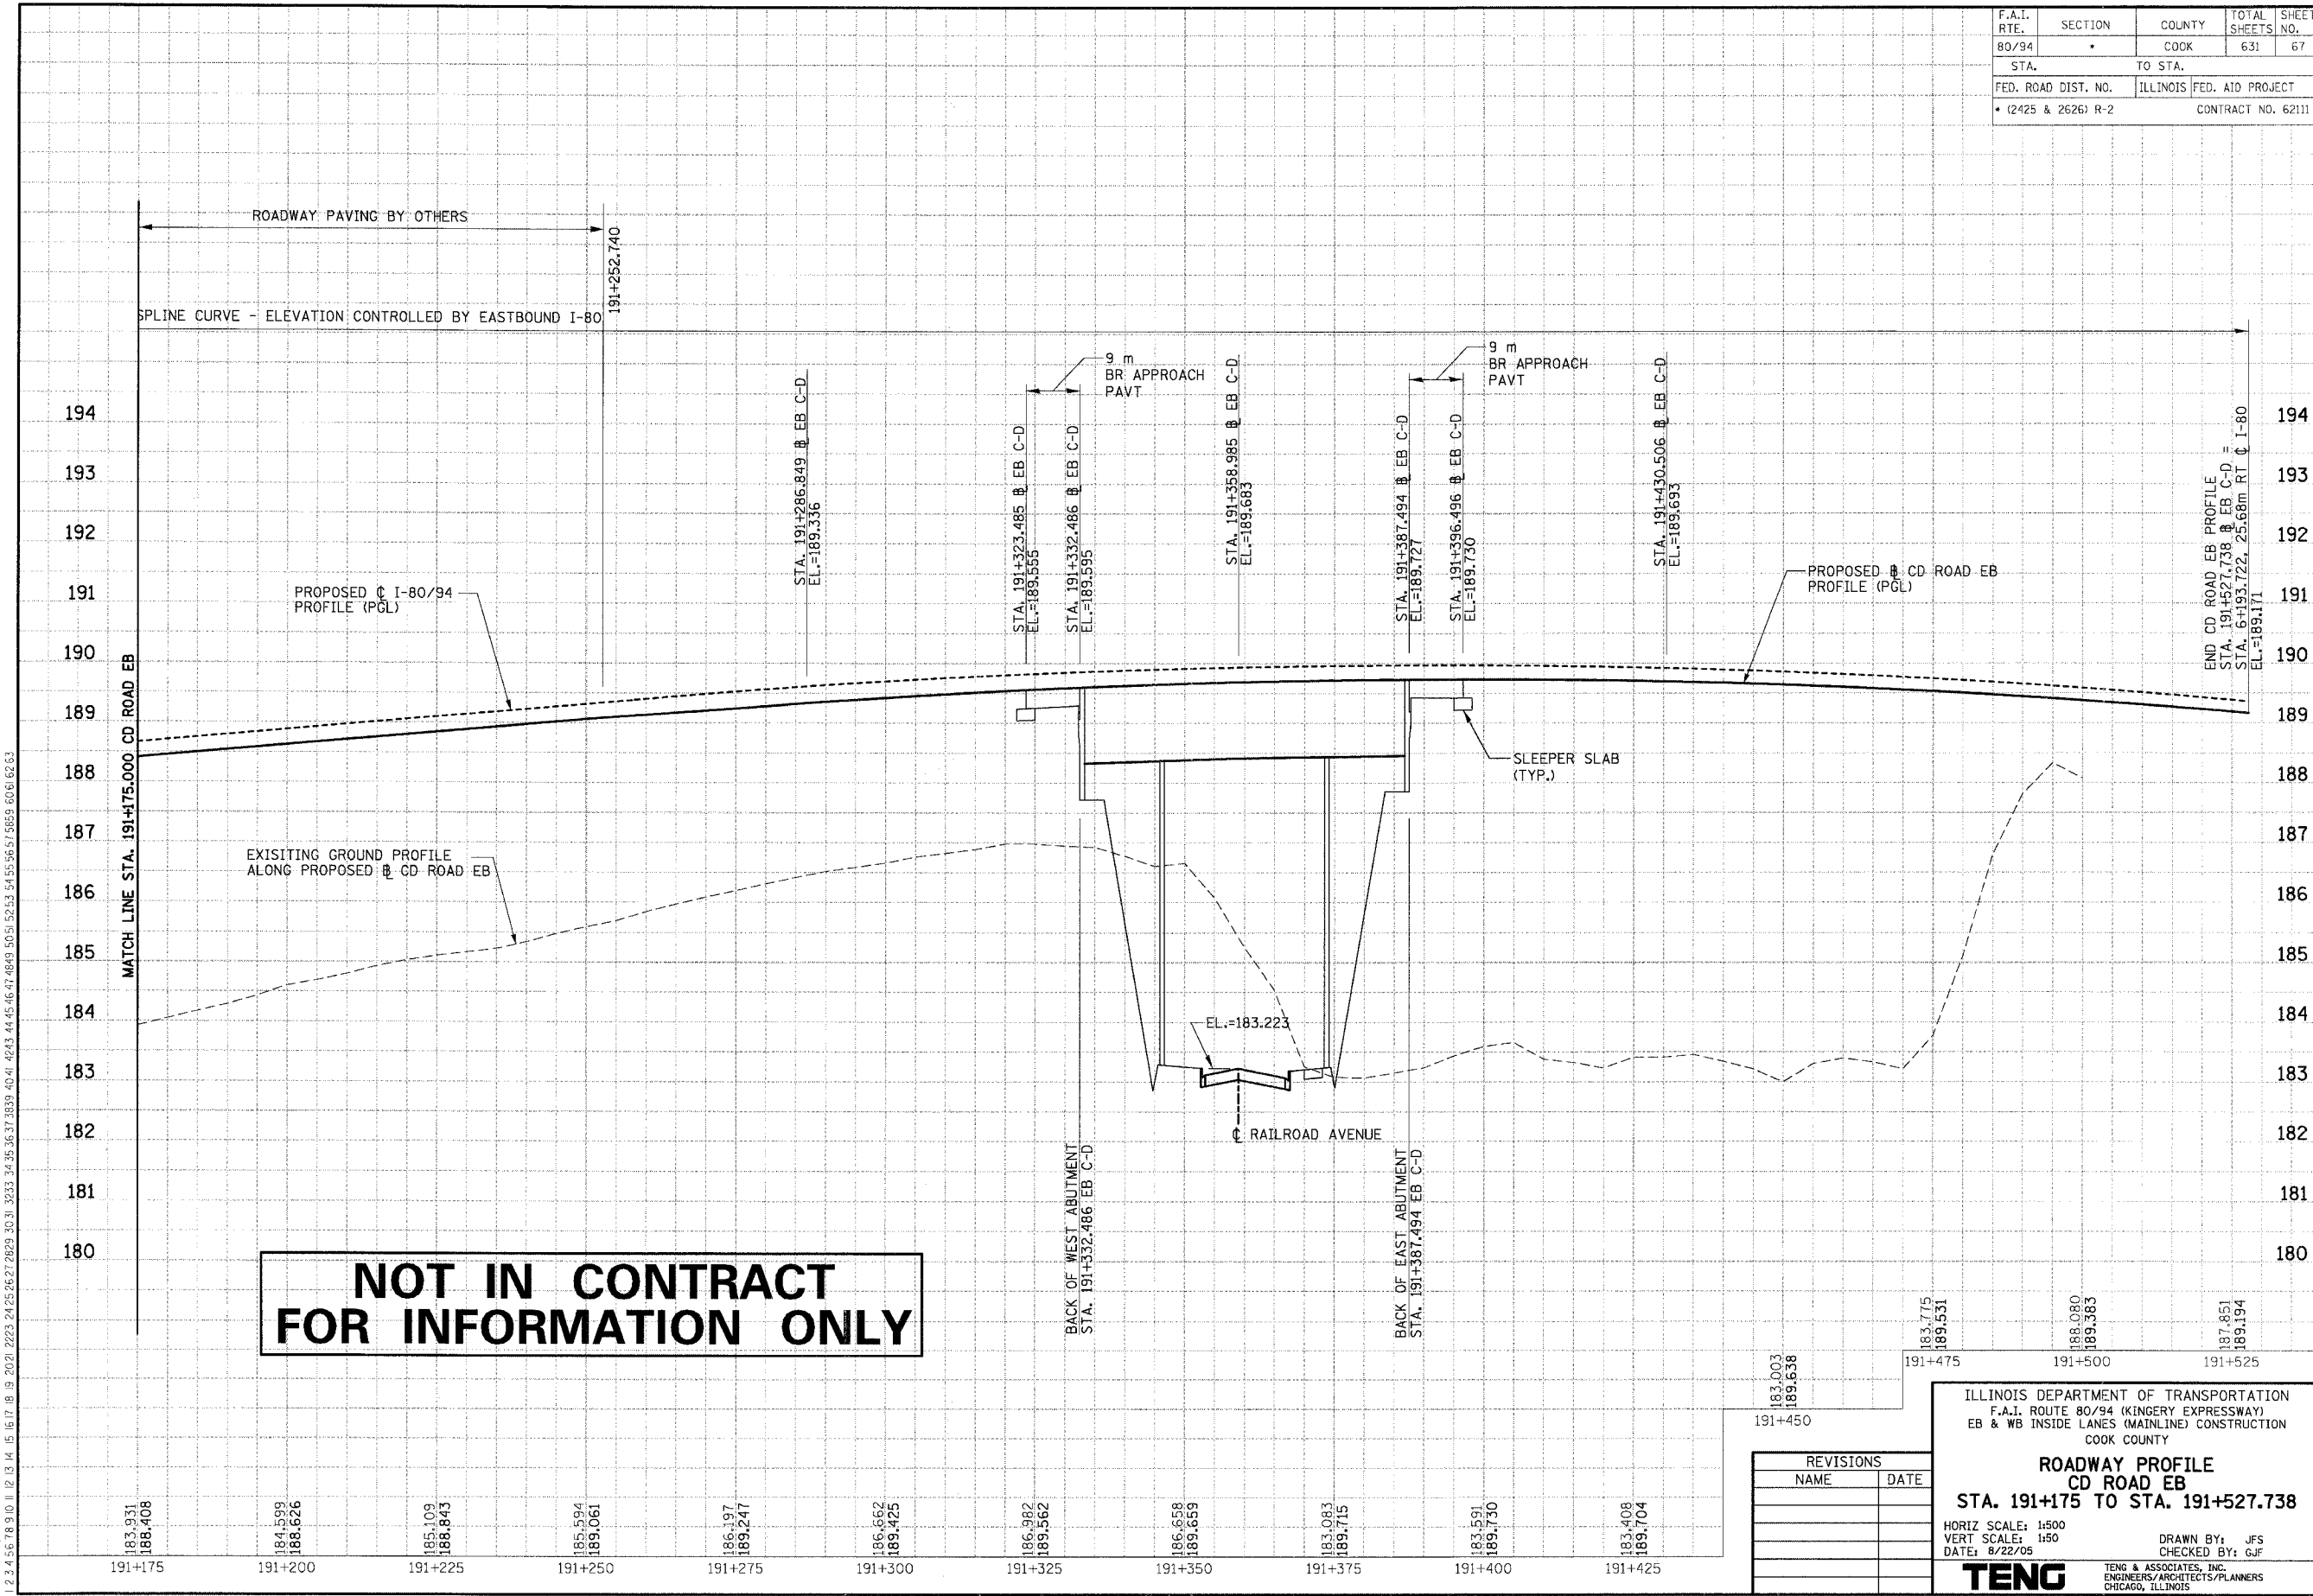 F.A.I. RTE. SECTION COUNTY TOTAL SHEETS SHEET NO.
80/94 * COOK 631 67
STA. TO STA.
FED. ROAD DIST. NO. ILLINOIS FED. AID PROJECT
* (2425 & 2626) R-2 CONTRACT NO. 62111
ROADWAY PAVING BY OTHERS
191+252.740
SPLINE CURVE - ELEVATION CONTROLLED BY EASTBOUND I-80
9 m
BR APPROACH
PAVT
9 m
BR APPROACH
PAVT
STA. 191+286.849 ℄ EB C-D
EL.=189.336
STA. 191+323.485 B EB C-D
EL.=189.555
STA. 191+332.486 B EB C-D
EL.=189.595
STA. 191+358.985 B EB C-D
EL.=189.683
STA. 191+387.494 B EB C-D
EL.=189.727
STA. 191+396.496 B EB C-D
EL.=189.730
STA. 191+430.506 B EB C-D
EL.=189.693
END CD ROAD EB PROFILE
STA. 191+527.738 B EB C-D =
STA. 6+193.722, 25.68m RT ℄ I-80
EL.=189.171
194
193
192
191
190
189
188
187
186
185
184
183
182
181
180
194
193
192
191
190
189
188
187
186
185
184
183
182
181
180
MATCH LINE STA. 191+175.000 CD ROAD EB
PROPOSED ℄ I-80/94
PROFILE (PGL)
PROPOSED B CD ROAD EB
PROFILE (PGL)
SLEEPER SLAB
(TYP.)
EXISITING GROUND PROFILE
ALONG PROPOSED B CD ROAD EB
EL.=183.223
℄ RAILROAD AVENUE
BACK OF WEST ABUTMENT
STA. 191+332.486 EB C-D
BACK OF EAST ABUTMENT
STA. 191+387.494 EB C-D
NOT IN CONTRACT
FOR INFORMATION ONLY
183.931
188.408
191+175
184.599
188.626
191+200
185.109
188.843
191+225
185.594
189.061
191+250
186.197
189.247
191+275
186.662
189.425
191+300
186.982
189.562
191+325
186.658
189.659
191+350
183.083
189.715
191+375
183.591
189.730
191+400
183.408
189.704
191+425
183.003
189.638
191+450
183.775
189.531
191+475
188.080
189.383
191+500
187.851
189.194
191+525
REVISIONS
NAME DATE
ILLINOIS DEPARTMENT OF TRANSPORTATION
F.A.I. ROUTE 80/94 (KINGERY EXPRESSWAY)
EB & WB INSIDE LANES (MAINLINE) CONSTRUCTION
COOK COUNTY
ROADWAY PROFILE
CD ROAD EB
STA. 191+175 TO STA. 191+527.738
HORIZ SCALE: 1:500
VERT SCALE: 1:50
DATE: 8/22/05
DRAWN BY: JFS
CHECKED BY: GJF
TENG
TENG & ASSOCIATES, INC.
ENGINEERS/ARCHITECTS/PLANNERS
CHICAGO, ILLINOIS